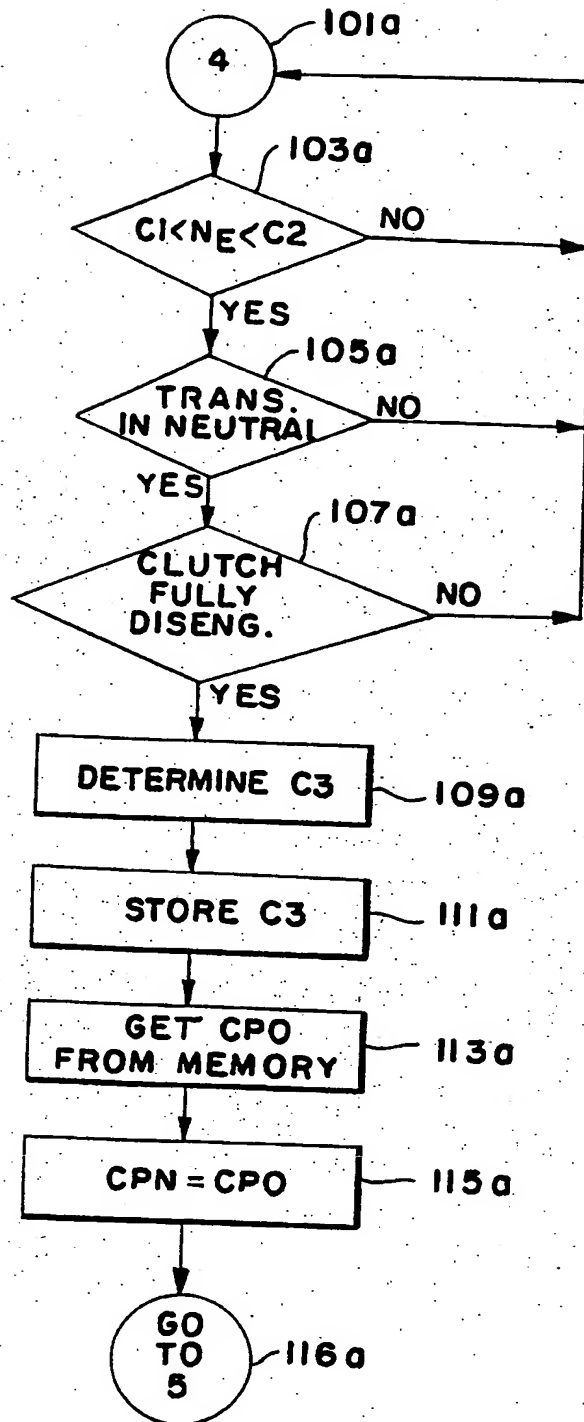 4
101a
103a
C1<NE<C2
NO
YES
105a
TRANS.
IN NEUTRAL
NO
YES
107a
CLUTCH
FULLY
DISENG.
NO
YES
DETERMINE C3
109a
STORE C3
111a
GET CPO
FROM MEMORY
113a
CPN = CPO
115a
GO
TO
5
116a